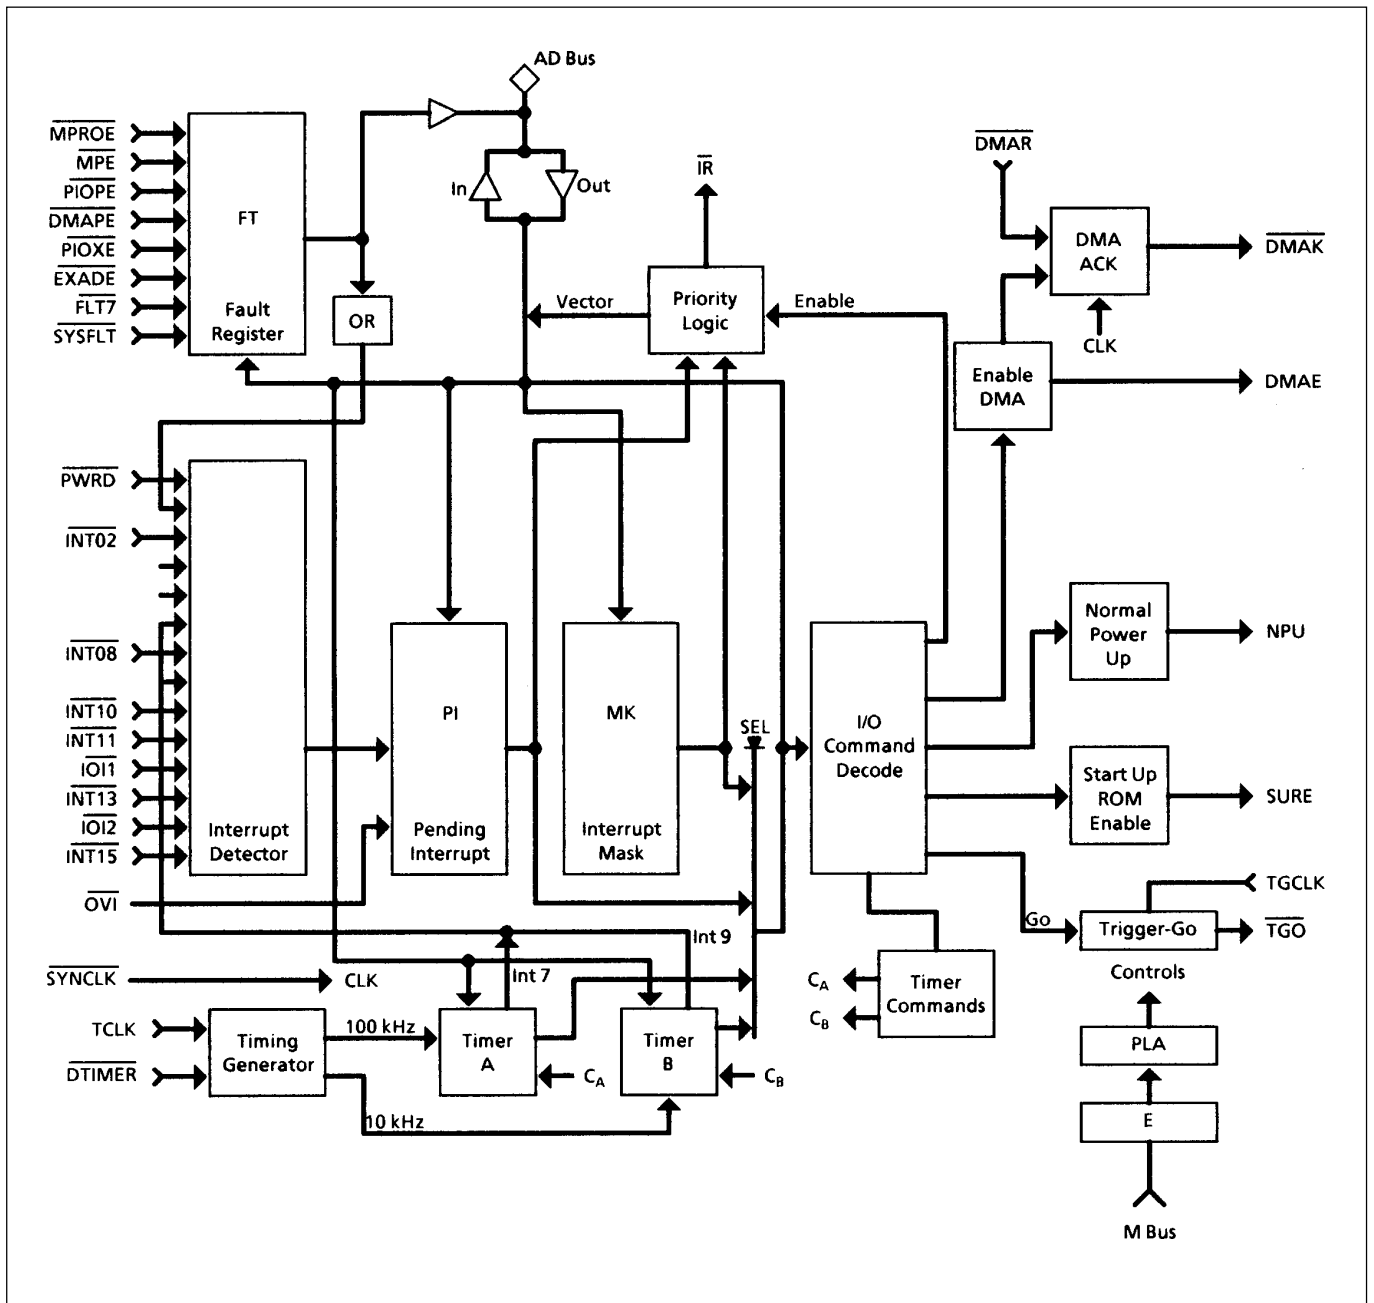 AD Bus
MPROE
MPE
PIOPE
DMAPE
PIOXE
EXADE
FLT7
SYSFLT
FT
Fault
Register
OR
In
Out
IR
Vector
Priority
Logic
Enable
DMAR
DMA
ACK
DMAK
CLK
Enable
DMA
DMAE
PWRD
INT02
INT08
INT10
INT11
IOI1
INT13
IOI2
INT15
Interrupt
Detector
PI
Pending
Interrupt
MK
Interrupt
Mask
SEL
I/O
Command
Decode
Normal
Power
Up
NPU
Start Up
ROM
Enable
SURE
TGCLK
Go
Trigger-Go
TGO
Controls
PLA
E
M Bus
OVI
Int 9
Int 7
SYNCLK
CLK
TCLK
DTIMER
Timing
Generator
100 kHz
10 kHz
Timer
A
CA
Timer
B
CB
CA
CB
Timer
Commands